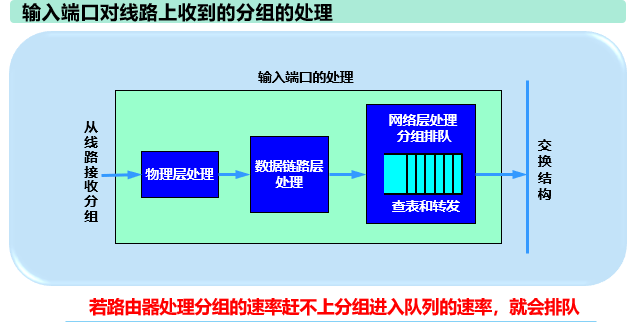 输入端口对线路上收到的分组的处理
输入端口的处理
从线路接收分组
物理层处理
数据链路层
处理
网络层处理
分组排队
查表和转发
交换结构
若路由器处理分组的速率赶不上分组进入队列的速率，就会排队